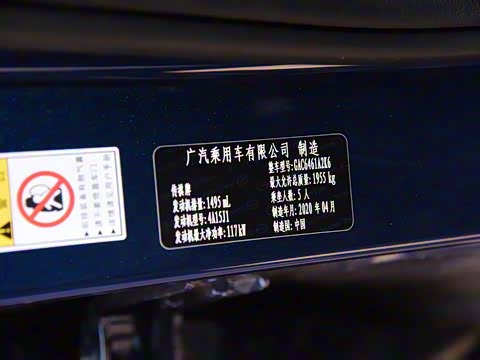 广汽乘用车有限公司 制造
整车型号:GAC6461A2K6
传祺牌
最大允许总质量:1955 kg
发动机排量:1495 mL
乘坐人数:5 人
发动机型号:4A15J1
制造年月:2020 年 04 月
发动机最大净功率:117 kW
制造国:中国